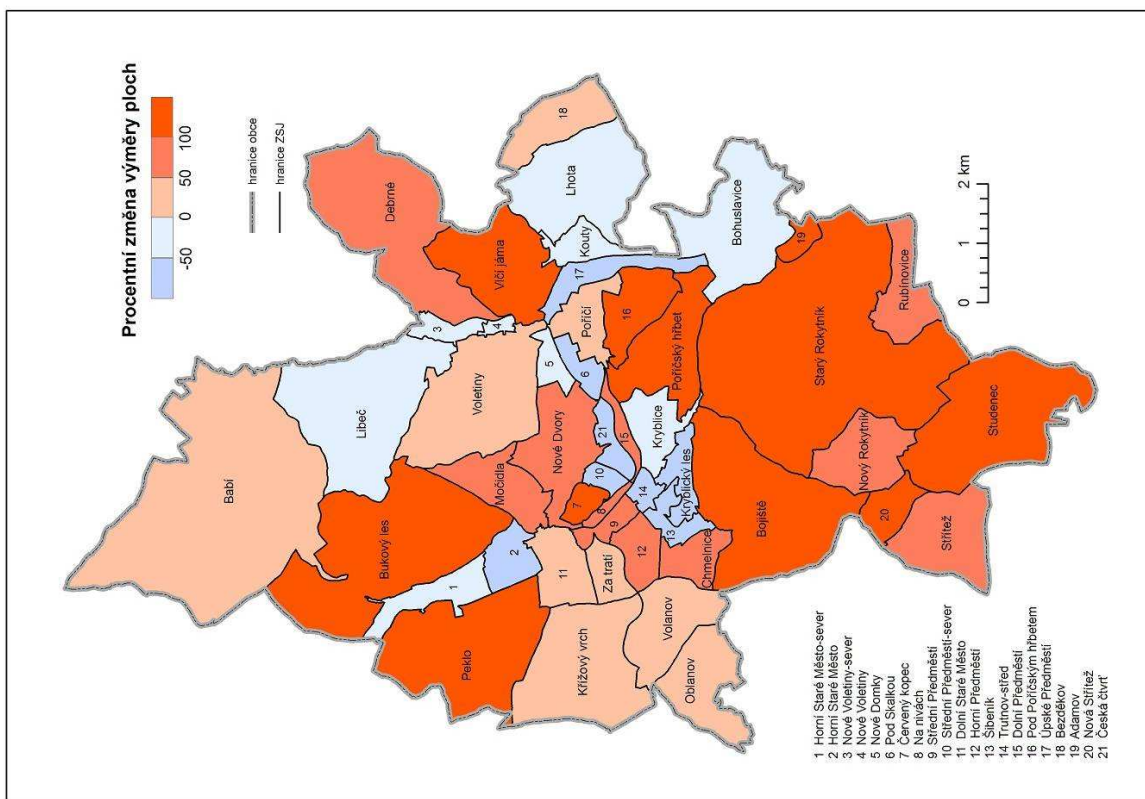 Procentní změna výměry ploch
-50
0
50
100
hranice obce
hranice ZSJ
Babí
Libeč
Bukový les
Peklo
1
2
Debrné
3
4
Vlčí jáma
Voletiny
5
6
Močidla
Nové Dvory
21
10
7
8
9
11
Za tratí
Křížový vrch
Volanov
Oblanov
12
13
14
15
Chmelnice
Kryblický les
Kryblice
Poříčí
16
17
Poříčský hřbet
Kouty
Lhota
18
Bohuslavice
19
Starý Rokytník
Rubínovice
Bojiště
Nový Rokytník
20
Střítež
Studenec
0
1
2 km
1 Horní Staré Město-sever
2 Horní Staré Město
3 Nové Voletiny-sever
4 Nové Voletiny
5 Nové Domky
6 Pod Skalkou
7 Červený kopec
8 Na nivách
9 Střední Předměstí
10 Střední Předměstí-sever
11 Dolní Staré Město
12 Horní Předměstí
13 Šibeník
14 Trutnov-střed
15 Dolní Předměstí
16 Pod Poříčským hřbetem
17 Úpské Předměstí
18 Bezděkov
19 Adamov
20 Nová Střítež
21 Česká čtvrť